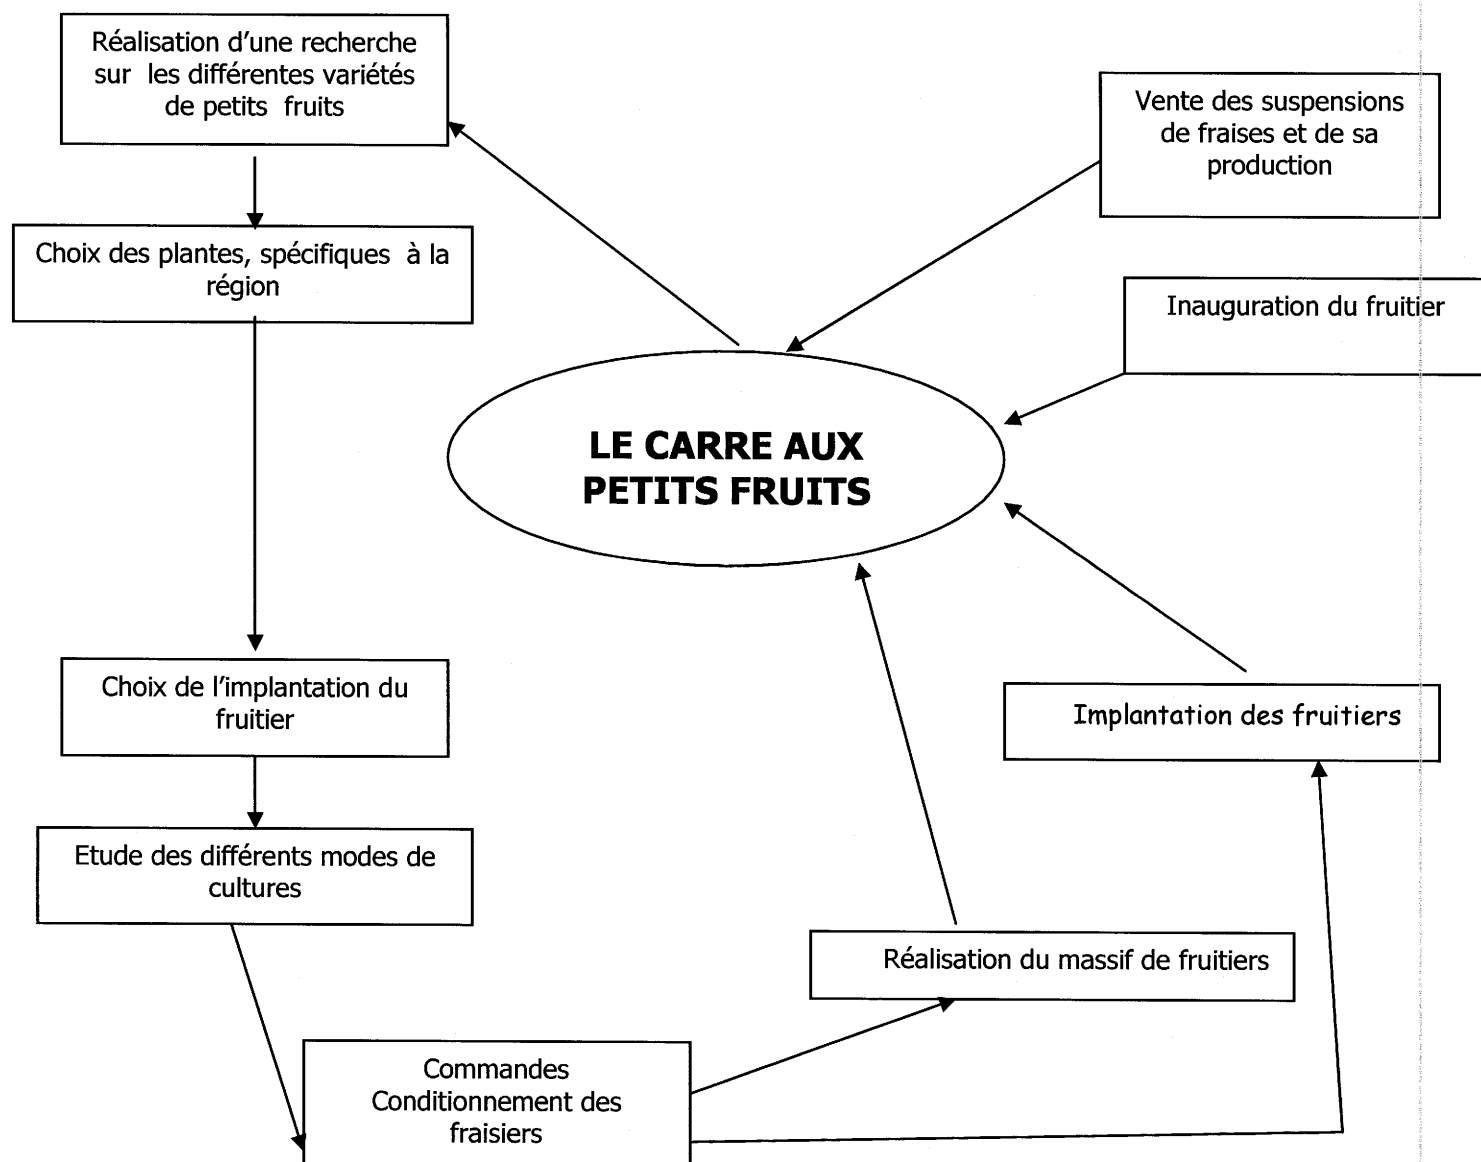 Réalisation d'une recherche
sur les différentes variétés
de petits fruits
Vente des suspensions
de fraises et de sa
production
Choix des plantes, spécifiques à la
région
Inauguration du fruitier
LE CARRE AUX
PETITS FRUITS
Choix de l'implantation du
fruitier
Implantation des fruitiers
Etude des différents modes de
cultures
Réalisation du massif de fruitiers
Commandes
Conditionnement des
fraisiers